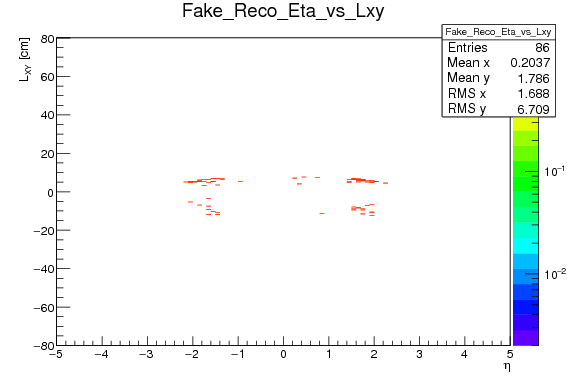 Fake_Reco_Eta_vs_Lxy
Fake_Reco_Eta_vs_Lxy
Entries 86
Mean x 0.2037
Mean y 1.786
RMS x 1.688
RMS y 6.709
L_XY [cm]
80
60
40
20
0
−20
−40
−60
−80
−5 −4 −3 −2 −1 0 1 2 3 4 5
η
10^−1
10^−2